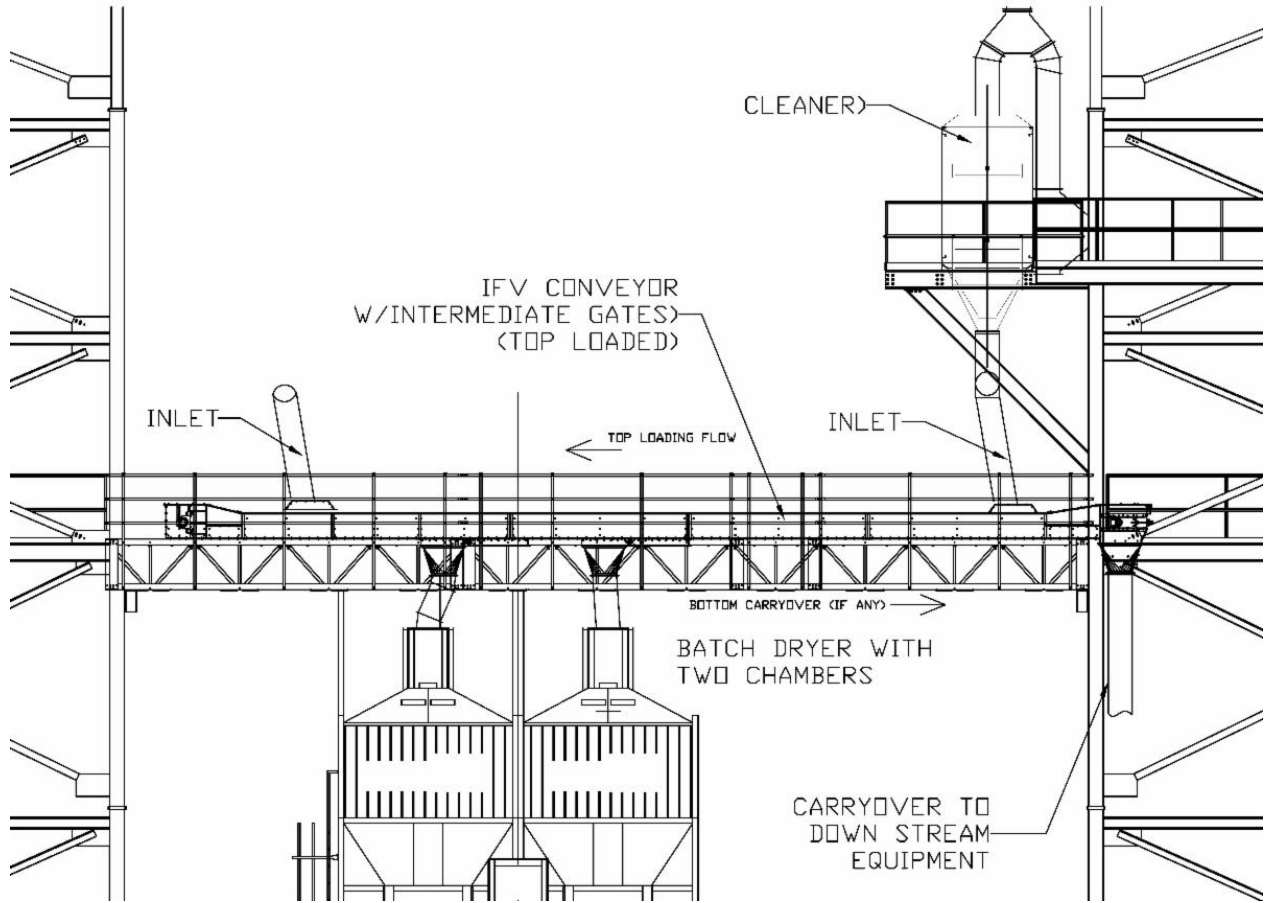 CLEANER)
IFV CONVEYOR
W/INTERMEDIATE GATES)
(TOP LOADED)
INLET
TOP LOADING FLOW
INLET
BOTTOM CARRYOVER (IF ANY)
BATCH DRYER WITH
TWO CHAMBERS
CARRYOVER TO
DOWN STREAM
EQUIPMENT